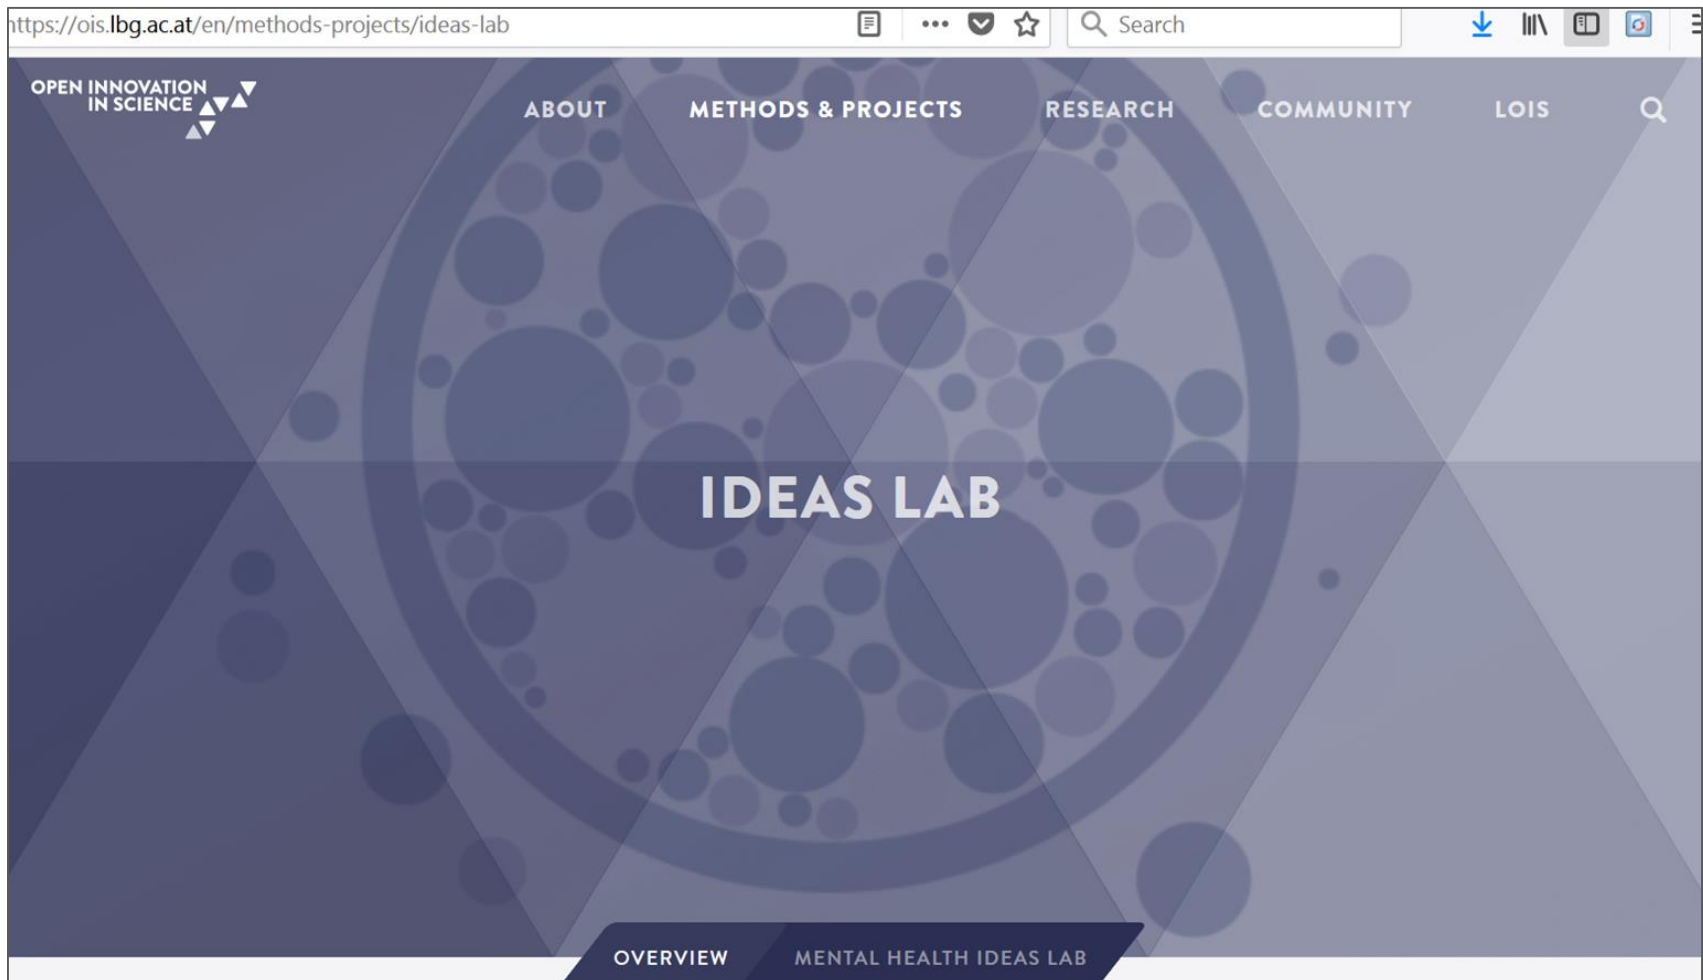 https://ois.lbg.ac.at/en/methods-projects/ideas-lab
Search
OPEN INNOVATION
IN SCIENCE
ABOUT
METHODS & PROJECTS
RESEARCH
COMMUNITY
LOIS
IDEAS LAB
OVERVIEW
MENTAL HEALTH IDEAS LAB